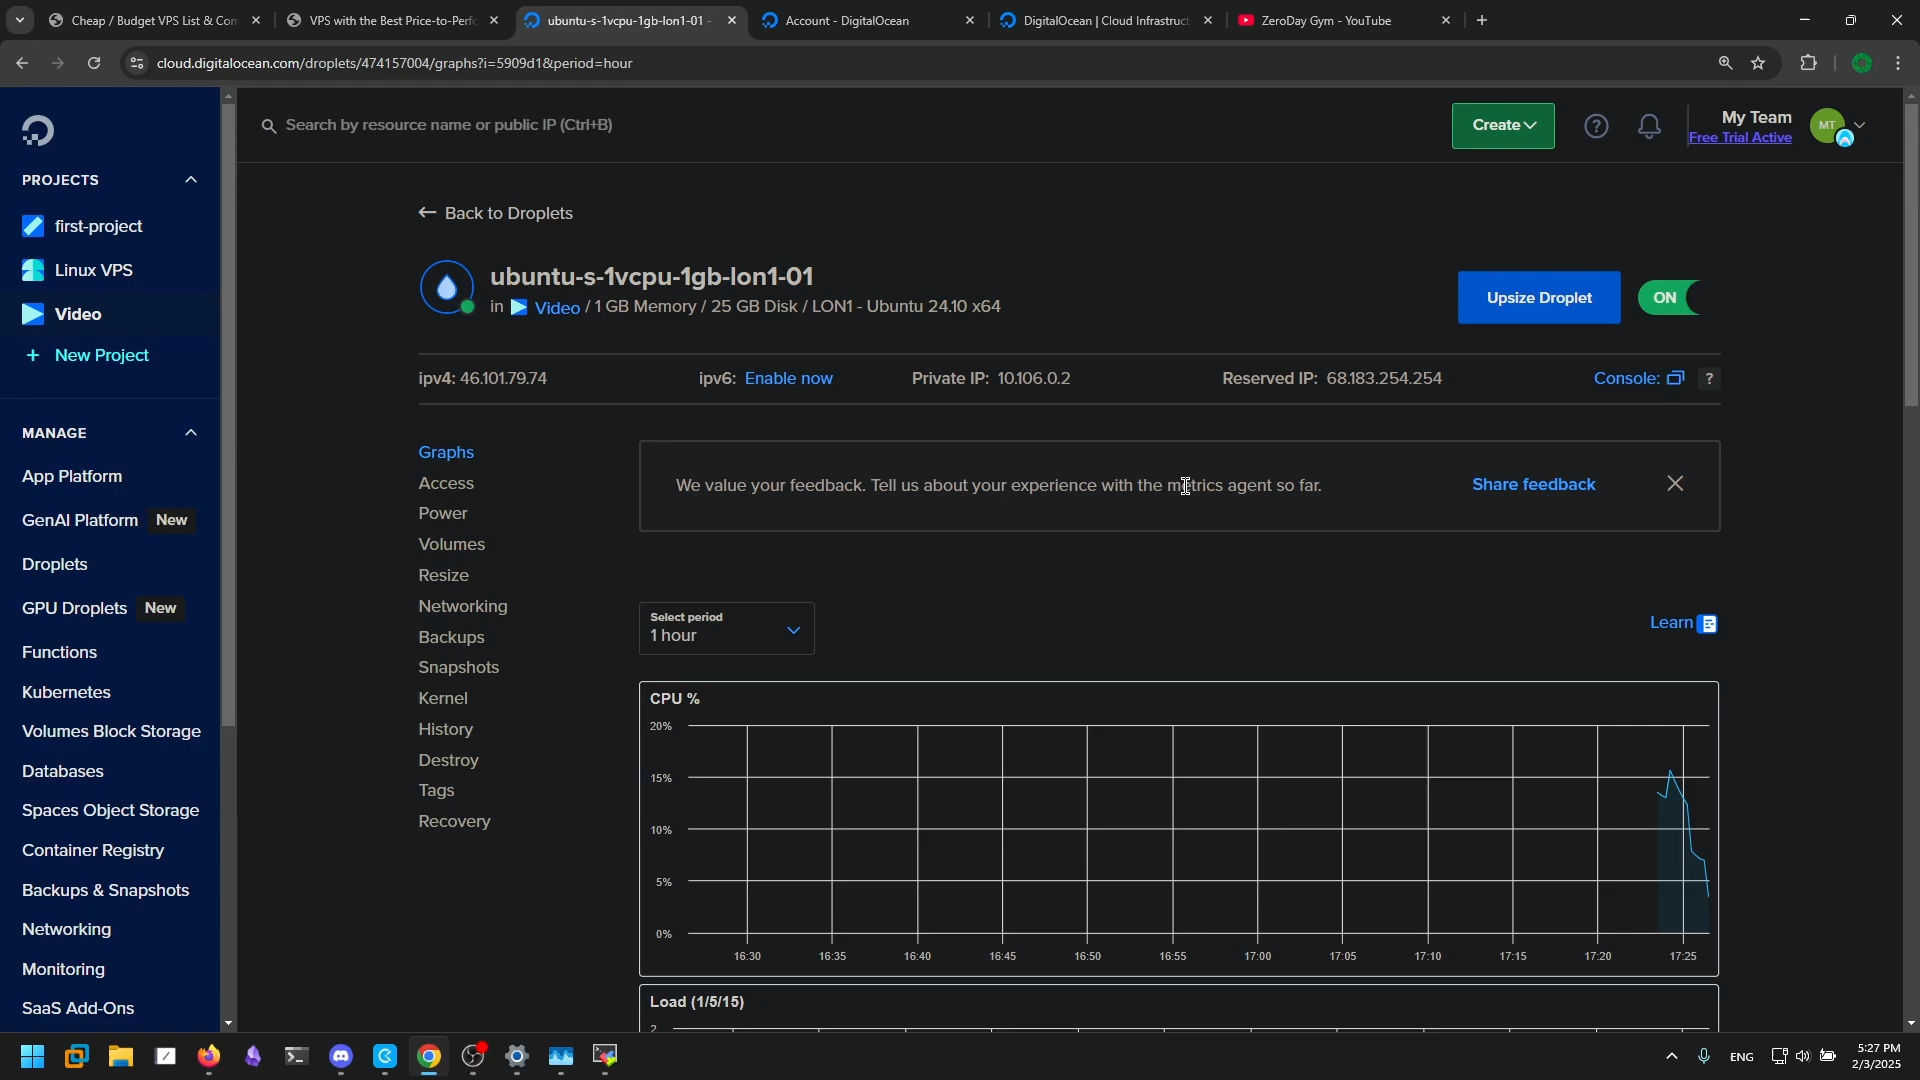 Cheap / Budget VPS List & Con
VPS with the Best Price-to-Perf
ubuntu-s-1vcpu-1gb-lon1-01 -
Account - DigitalOcean
DigitalOcean | Cloud Infrastruct
ZeroDay Gym - YouTube
cloud.digitalocean.com/droplets/474157004/graphs?i=5909d1&period=hour
Search by resource name or public IP (Ctrl+B)
Create
My Team
Free Trial Active
MT
PROJECTS
first-project
Linux VPS
Video
+ New Project
MANAGE
App Platform
GenAI Platform New
Droplets
GPU Droplets New
Functions
Kubernetes
Volumes Block Storage
Databases
Spaces Object Storage
Container Registry
Backups & Snapshots
Networking
Monitoring
SaaS Add-Ons
← Back to Droplets
ubuntu-s-1vcpu-1gb-lon1-01
in Video / 1 GB Memory / 25 GB Disk / LON1 - Ubuntu 24.10 x64
Upsize Droplet
ON
ipv4: 46.101.79.74
ipv6: Enable now
Private IP: 10.106.0.2
Reserved IP: 68.183.254.254
Console:
?
Graphs
Access
Power
Volumes
Resize
Networking
Backups
Snapshots
Kernel
History
Destroy
Tags
Recovery
We value your feedback. Tell us about your experience with the metrics agent so far.
Share feedback
Select period
1 hour
Learn
CPU %
20%
15%
10%
5%
0%
16:30 16:35 16:40 16:45 16:50 16:55 17:00 17:05 17:10 17:15 17:20 17:25
Load (1/5/15)
2
ENG
5:27 PM
2/3/2025